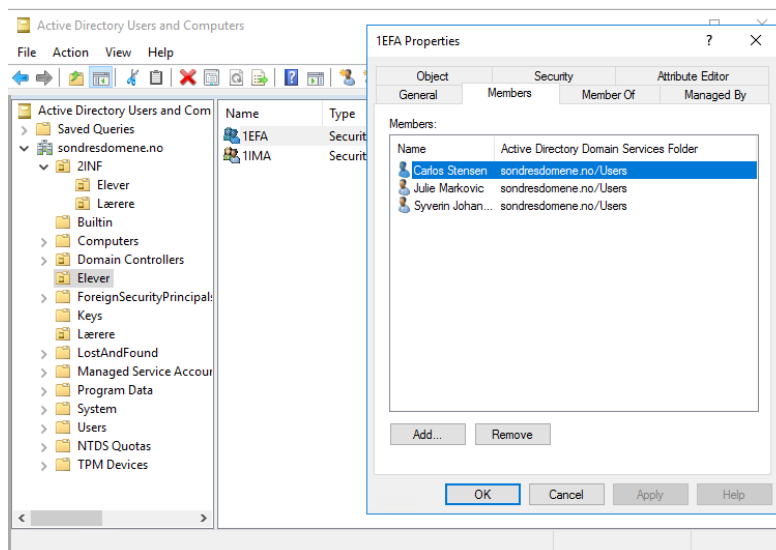 Active Directory Users and Computers
File Action View Help
Active Directory Users and Com
Saved Queries
sondresdomene.no
2INF
Elever
Lærere
Builtin
Computers
Domain Controllers
Elever
ForeignSecurityPrincipals
Keys
Lærere
LostAndFound
Managed Service Accour
Program Data
System
Users
NTDS Quotas
TPM Devices
Name Type
1EFA Securit
1IMA Securit
1EFA Properties
Object Security Attribute Editor
General Members Member Of Managed By
Members:
Name Active Directory Domain Services Folder
Carlos Stensen sondresdomene.no/Users
Julie Markovic sondresdomene.no/Users
Syverin Johan... sondresdomene.no/Users
Add... Remove
OK Cancel Apply Help